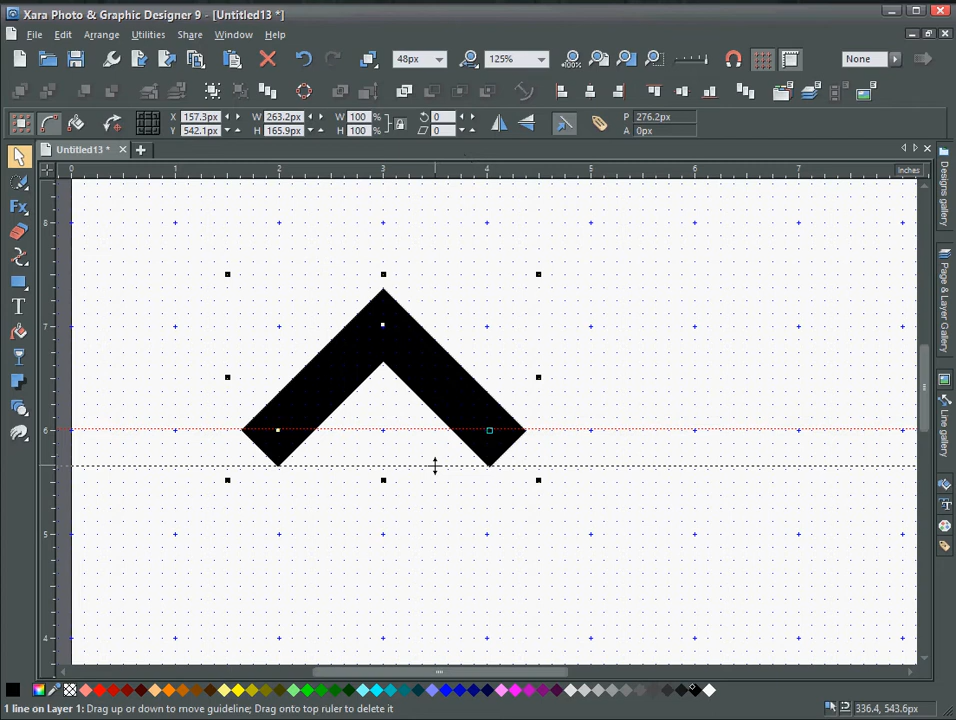 Xara Photo & Graphic Designer 9 - [Untitled13 *]
File Edit Arrange Utilities Share Window Help
48px 125% None
X 157.3px W 263.2px W 100 % 0 P 276.2px
Y 542.1px H 165.9px H 100 0 A 0px
Untitled13 *
0 1 2 3 4 5 6 7 inches
8
7
6
5
4
Fx
T
Designs gallery
Page & Layer Gallery
Line gallery
T
1 line on Layer 1: Drag up or down to move guideline; Drag onto top ruler to delete it 336.4, 543.6px